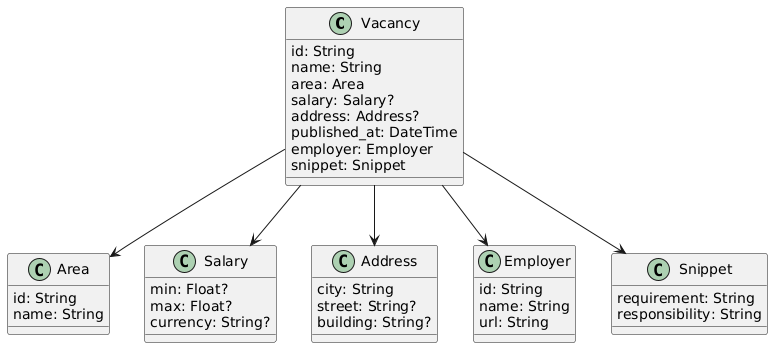 C Vacancy
id: String
name: String
area: Area
salary: Salary?
address: Address?
published_at: DateTime
employer: Employer
snippet: Snippet
C Area
id: String
name: String
C Salary
min: Float?
max: Float?
currency: String?
C Address
city: String
street: String?
building: String?
C Employer
id: String
name: String
url: String
C Snippet
requirement: String
responsibility: String